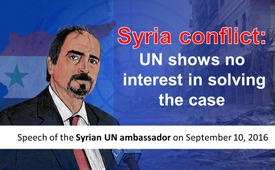 Syria conflict:
UN shows no
interest in solving
the case
Speech of the Syrian UN ambassador on September 10, 2016